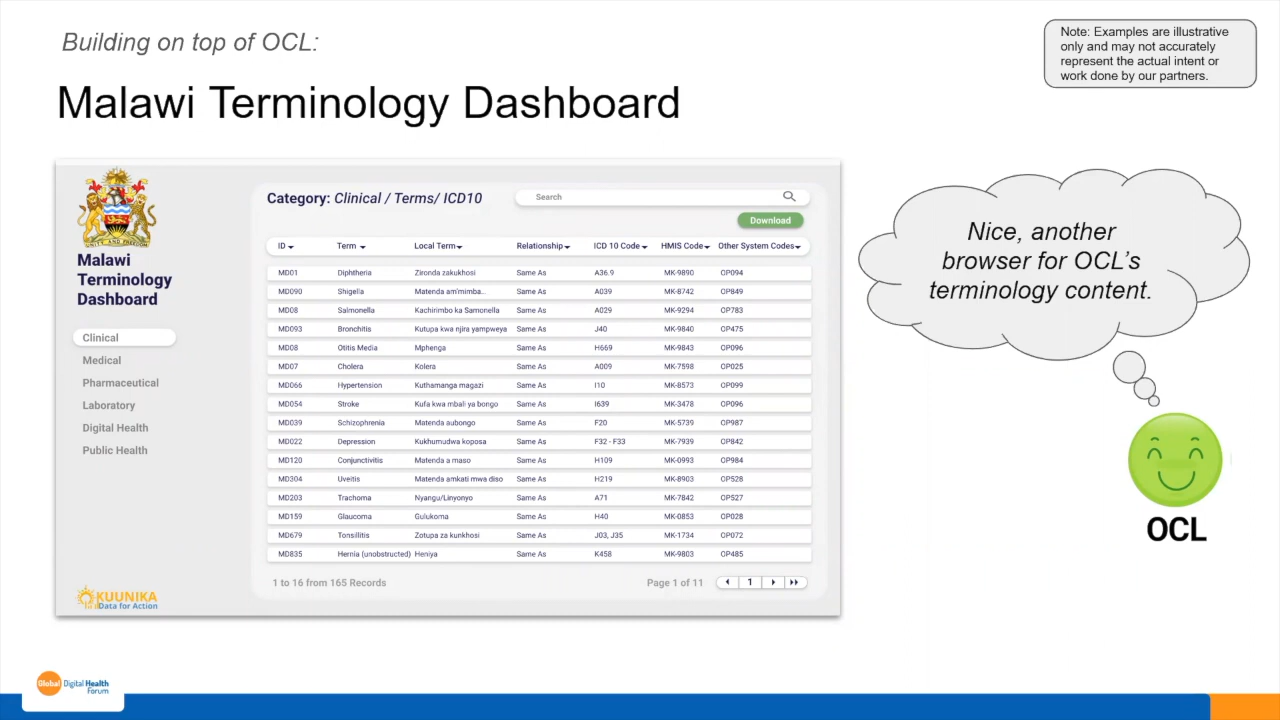 Building on top of OCL:
Note: Examples are illustrative
only and may not accurately
represent the actual intent or
work done by our partners.
Malawi Terminology Dashboard
UNITY AND FREEDOM
Malawi
Terminology
Dashboard
Clinical
Medical
Pharmaceutical
Laboratory
Digital Health
Public Health
KUUNIKA
Data for Action
Category: Clinical / Terms/ ICD10
Search
Download
ID Term Local Term Relationship ICD 10 Code HMIS Code Other System Codes
MD01 Diphtheria Zironda zakukhosi Same As A36.9 MK-9890 OP094
MD090 Shigella Matenda am'mimba... Same As A039 MK-8742 OP849
MD08 Salmonella Kachirimbo ka Samonella Same As A029 MK-9294 OP783
MD093 Bronchitis Kutupa kwa njira yampweya Same As J40 MK-9840 OP475
MD08 Otitis Media Mphenga Same As H669 MK-9843 OP096
MD07 Cholera Kolera Same As A009 MK-7598 OP025
MD066 Hypertension Kuthamanga magazi Same As I10 MK-8573 OP099
MD054 Stroke Kufa kwa mbali ya bongo Same As I639 MK-3478 OP096
MD039 Schizophrenia Matenda aubongo Same As F20 MK-5739 OP987
MD022 Depression Kukhumudwa koposa Same As F32 - F33 MK-7939 OP842
MD120 Conjunctivitis Matenda a maso Same As H109 MK-0993 OP984
MD304 Uveitis Matenda amkati mwa diso Same As H219 MK-8903 OP528
MD203 Trachoma Nyangu/Linyonyo Same As A71 MK-7842 OP527
MD159 Glaucoma Gulukoma Same As H40 MK-0853 OP028
MD679 Tonsillitis Zotupa za kunkhosi Same As J03, J35 MK-1734 OP072
MD835 Hernia (unobstructed) Heniya Same As K458 MK-9803 OP485
1 to 16 from 165 Records
Page 1 of 11
1
Nice, another
browser for OCL's
terminology content.
OCL
Global Digital Health
Forum